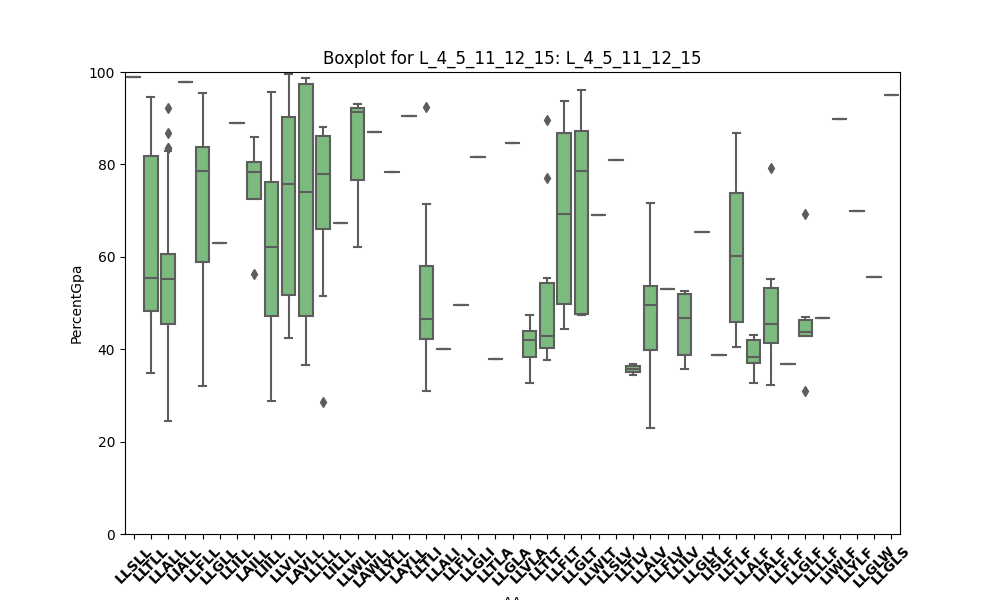 Boxplot for L_4_5_11_12_15: L_4_5_11_12_15
PercentGpa
100
80
60
40
20
0
LLSLL
LLTLL
LLALL
LIALL
LLFLL
LLGLL
LLILL
LAILL
LIILL
LLVLL
LAVLL
LLLLL
LILLL
LLWLL
LAWLL
LLYLL
LAYLL
LLTLI
LLALI
LLFLI
LLGLI
LLTLA
LLGLA
LLVLA
LLTLT
LLFLT
LLGLT
LLWLT
LLSLV
LLTLV
LLALV
LLFLV
LLILV
LLGLY
LISLF
LLTLF
LLALF
LIALF
LLFLF
LLGLF
LLLLF
LIWLF
LLYLF
LLGLW
LLGLS